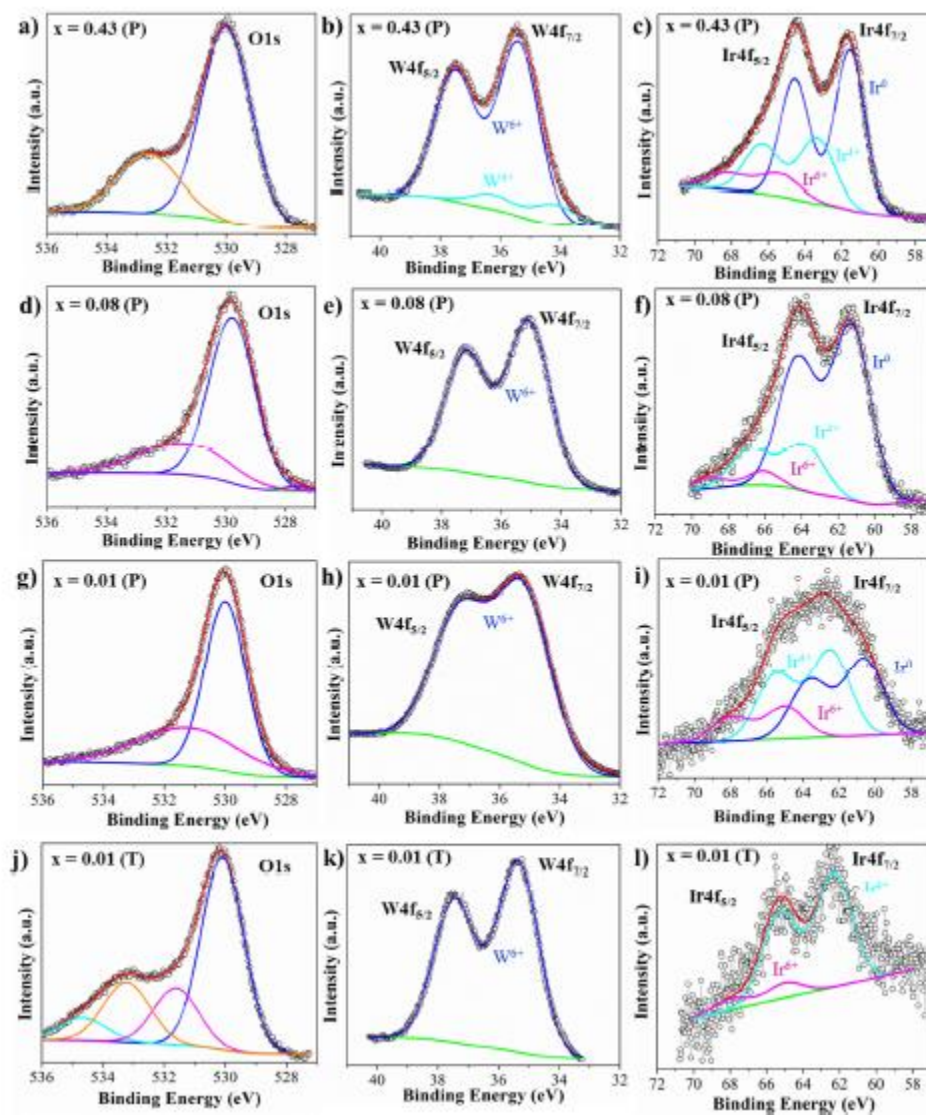 a) x = 0.43 (P) O1s
Intensity (a.u.)
536 534 532 530 528
Binding Energy (eV)
b) x = 0.43 (P)
W4f5/2 W4f7/2
W6+
W4+
Intensity (a.u.)
40 38 36 34 32
Binding Energy (eV)
c) x = 0.43 (P)
Ir4f5/2 Ir4f7/2
Ir0
Ir4+
Ir6+
Intensity (a.u.)
72 70 68 66 64 62 60 58
Binding Energy (eV)
d) x = 0.08 (P) O1s
Intensity (a.u.)
536 534 532 530 528
Binding Energy (eV)
e) x = 0.08 (P)
W4f5/2 W4f7/2
W6+
Intensity (a.u.)
40 38 36 34 32
Binding Energy (eV)
f) x = 0.08 (P)
Ir4f5/2 Ir4f7/2
Ir0
Ir4+
Ir6+
Intensity (a.u.)
72 70 68 66 64 62 60 58
Binding Energy (eV)
g) x = 0.01 (P) O1s
Intensity (a.u.)
536 534 532 530 528
Binding Energy (eV)
h) x = 0.01 (P)
W4f5/2 W4f7/2
W6+
Intensity (a.u.)
40 38 36 34 32
Binding Energy (eV)
i) x = 0.01 (P)
Ir4f5/2 Ir4f7/2
Ir4+
Ir0
Ir6+
Intensity (a.u.)
72 70 68 66 64 62 60 58
Binding Energy (eV)
j) x = 0.01 (T) O1s
Intensity (a.u.)
536 534 532 530 528
Binding Energy (eV)
k) x = 0.01 (T)
W4f5/2 W4f7/2
W6+
Intensity (a.u.)
40 38 36 34 32
Binding Energy (eV)
l) x = 0.01 (T)
Ir4f5/2 Ir4f7/2
Ir4+
Ir6+
Intensity (a.u.)
72 70 68 66 64 62 60 58
Binding Energy (eV)